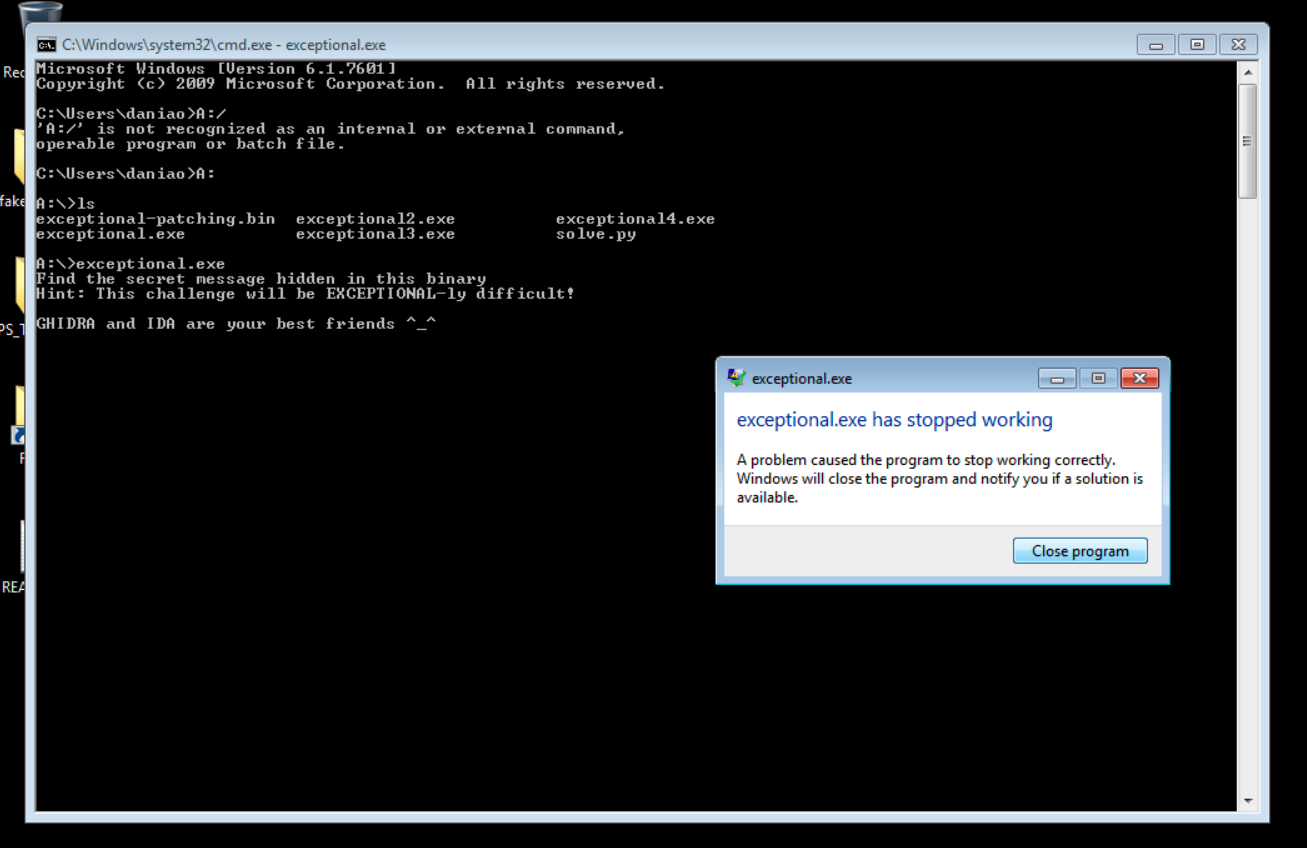 C:\Windows\system32\cmd.exe - exceptional.exe
Rec
Microsoft Windows [Version 6.1.7601]
Copyright (c) 2009 Microsoft Corporation.  All rights reserved.
C:\Users\daniao>A:/
'A:/' is not recognized as an internal or external command,
operable program or batch file.
C:\Users\daniao>A:
fake
A:\>ls
exceptional-patching.bin  exceptional2.exe          exceptional4.exe
exceptional.exe           exceptional3.exe          solve.py
A:\>exceptional.exe
Find the secret message hidden in this binary
Hint: This challenge will be EXCEPTIONAL-ly difficult!
PS_T
GHIDRA and IDA are your best friends ^_^
exceptional.exe
exceptional.exe has stopped working
A problem caused the program to stop working correctly.
Windows will close the program and notify you if a solution is
available.
Close program
REA